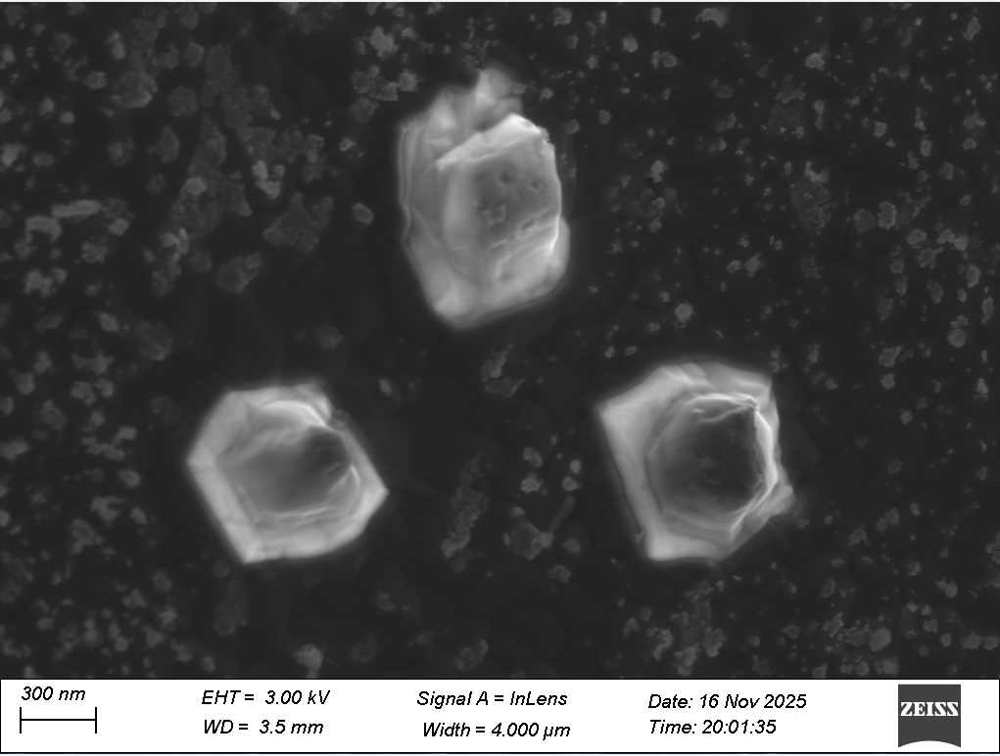 300 nm
EHT = 3.00 kV
Signal A = InLens
Date: 16 Nov 2025
ZEISS
WD = 3.5 mm
Width = 4.000 µm
Time: 20:01:35